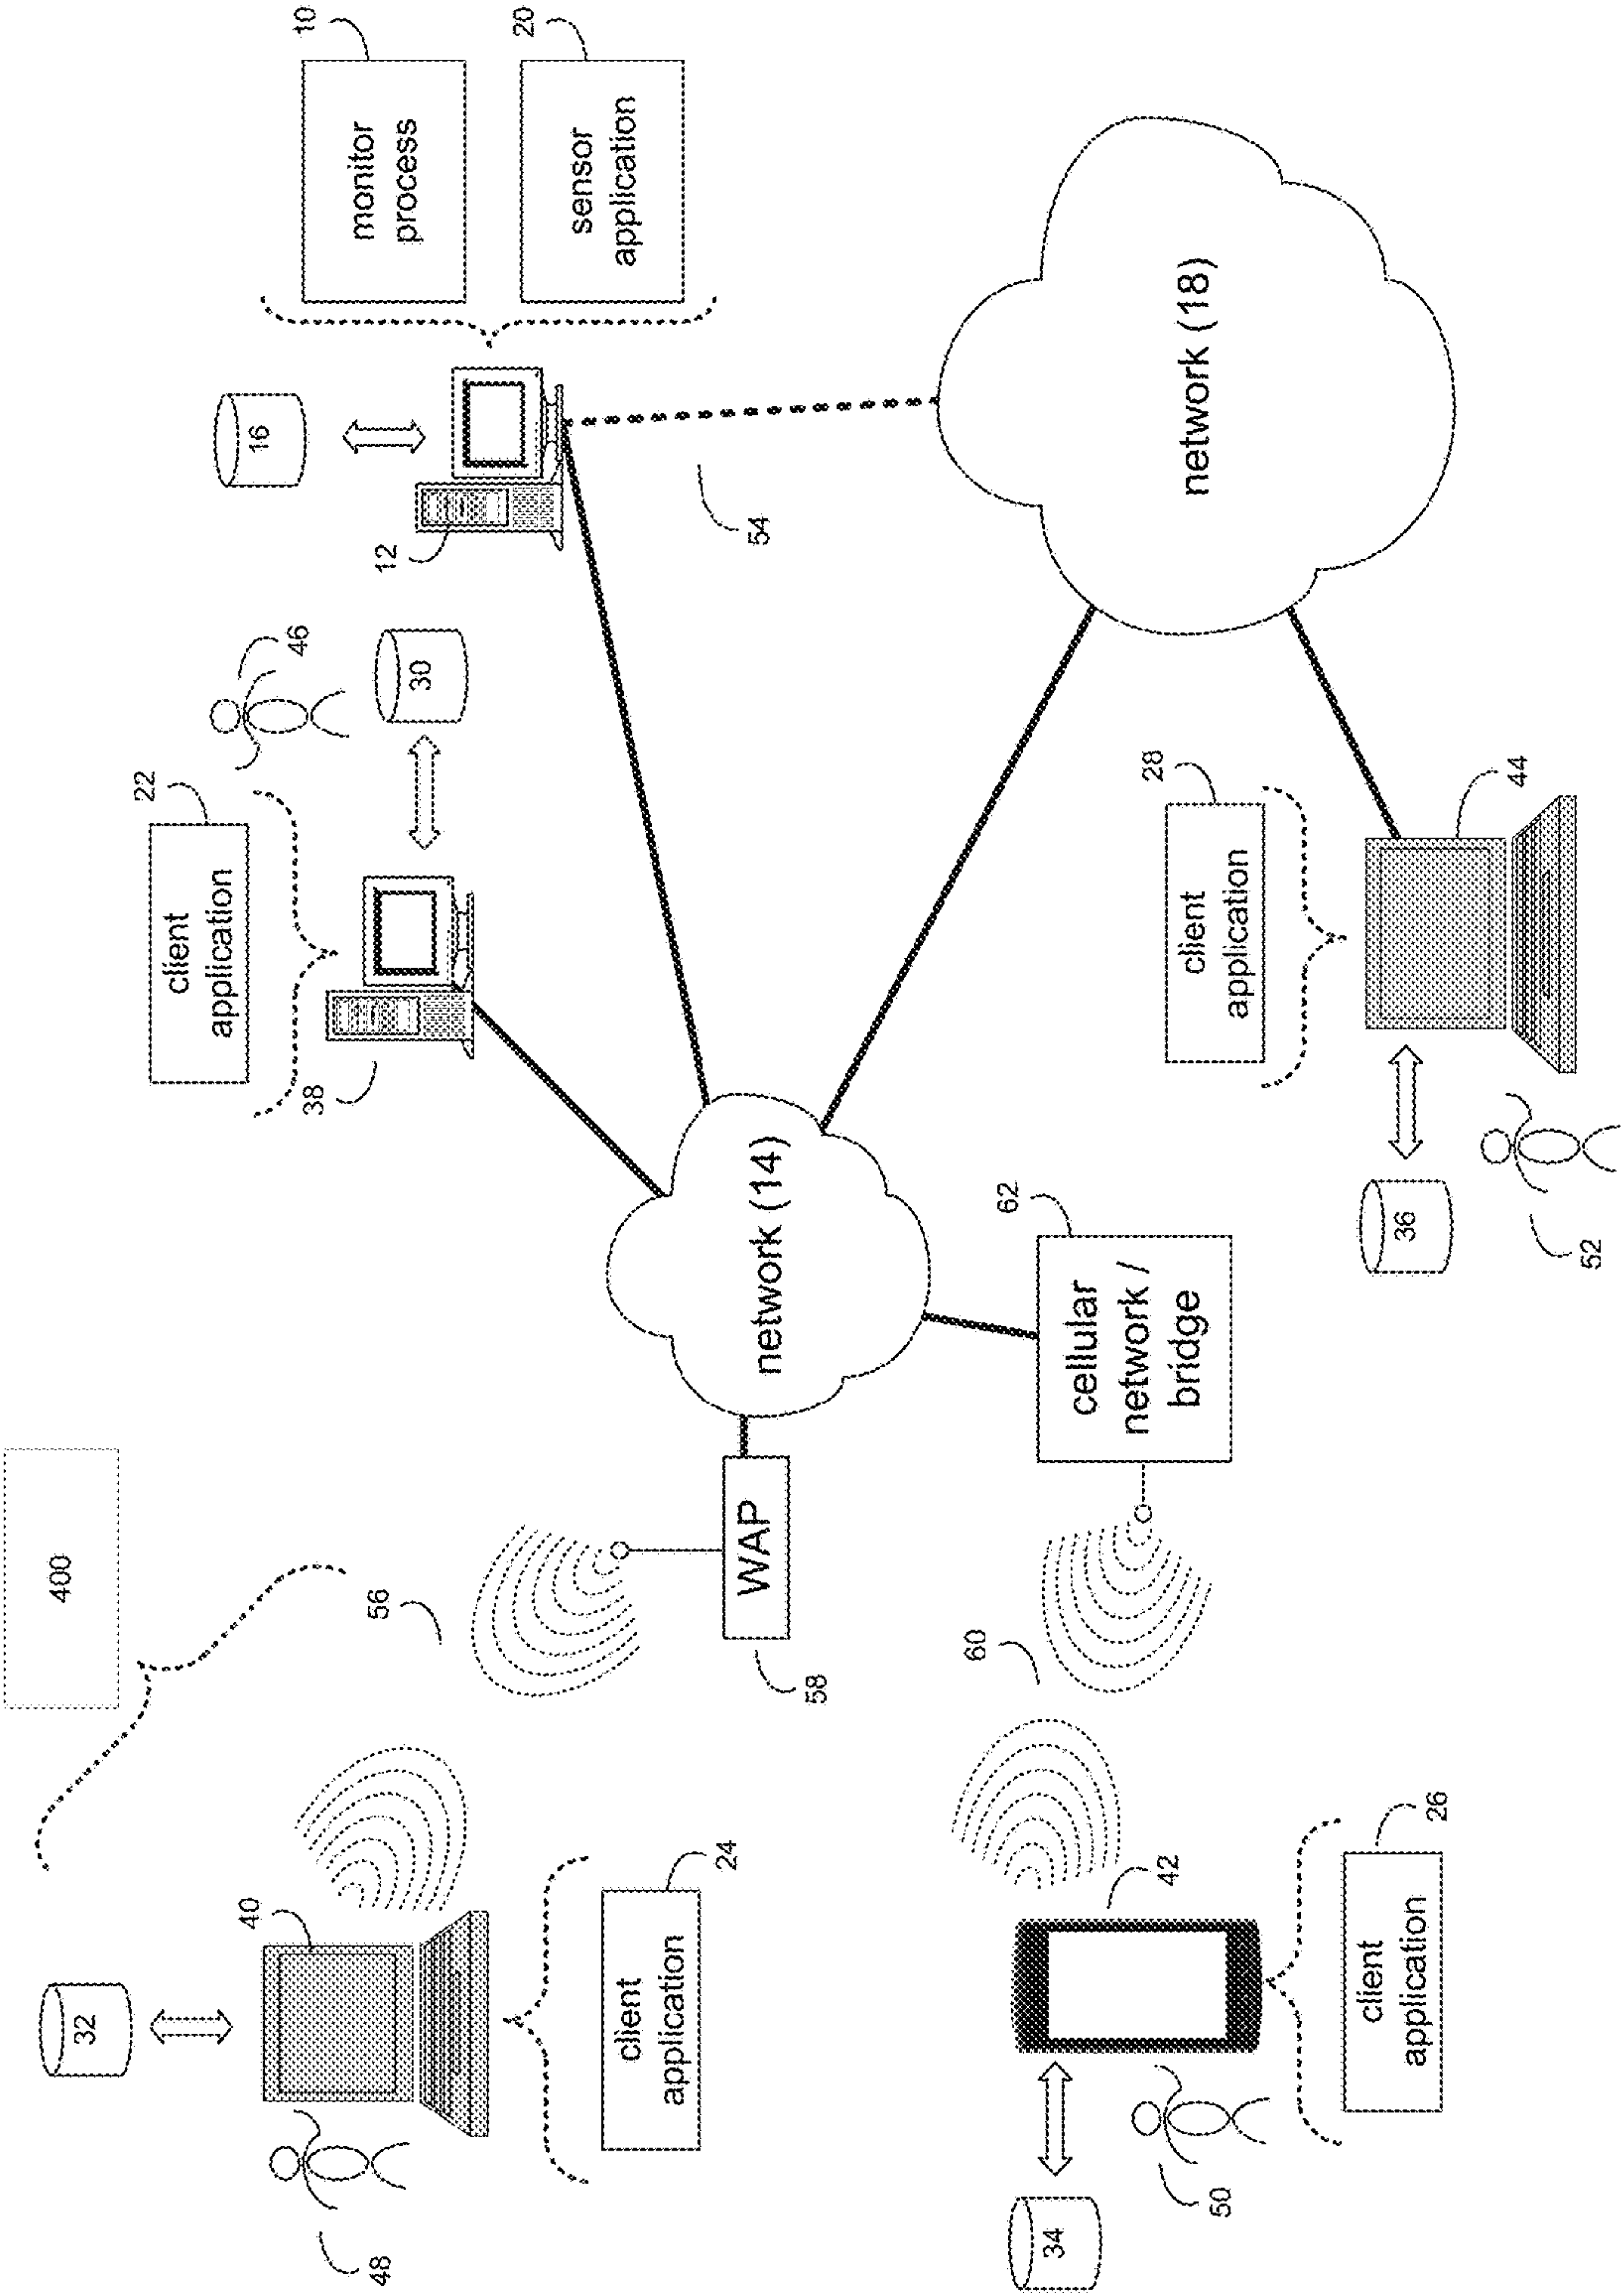 400
32
40
48
client
application
24
56
WAP
58
22
client
application
38
46
30
16
12
10
monitor
process
20
sensor
application
54
network (14)
network (18)
60
62
cellular
network /
bridge
34
42
50
client
application
26
28
client
application
44
36
52